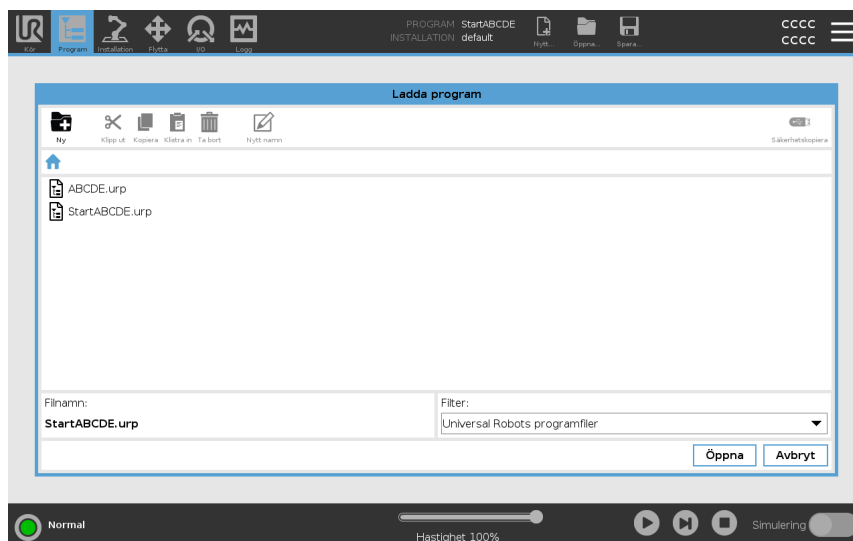 UR
PROGRAM StartABCDE
INSTALLATION default
CCCC
CCCC
Kör Program Installation Flytta I/O Logg Nytt... Öppna... Spara...
Ladda program
Ny Klipp ut Kopiera Klistra in Ta bort Nytt namn Säkerhetskopiera
ABCDE.urp
StartABCDE.urp
Filnamn: Filter:
StartABCDE.urp Universal Robots programfiler
Öppna Avbryt
Normal Hastighet 100% Simulering